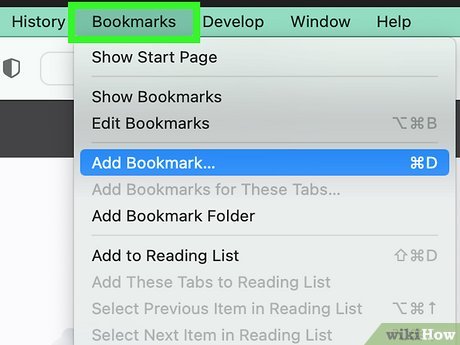 History Bookmarks Develop Window Help
Show Start Page
Show Bookmarks
Edit Bookmarks ⌥⌘B
Add Bookmark... ⌘D
Add Bookmarks for These Tabs...
Add Bookmark Folder
Add to Reading List ⇧⌘D
Add These Tabs to Reading List
Select Previous Item in Reading List ⌥⌘↑
Select Next Item in Reading List
wikiHow